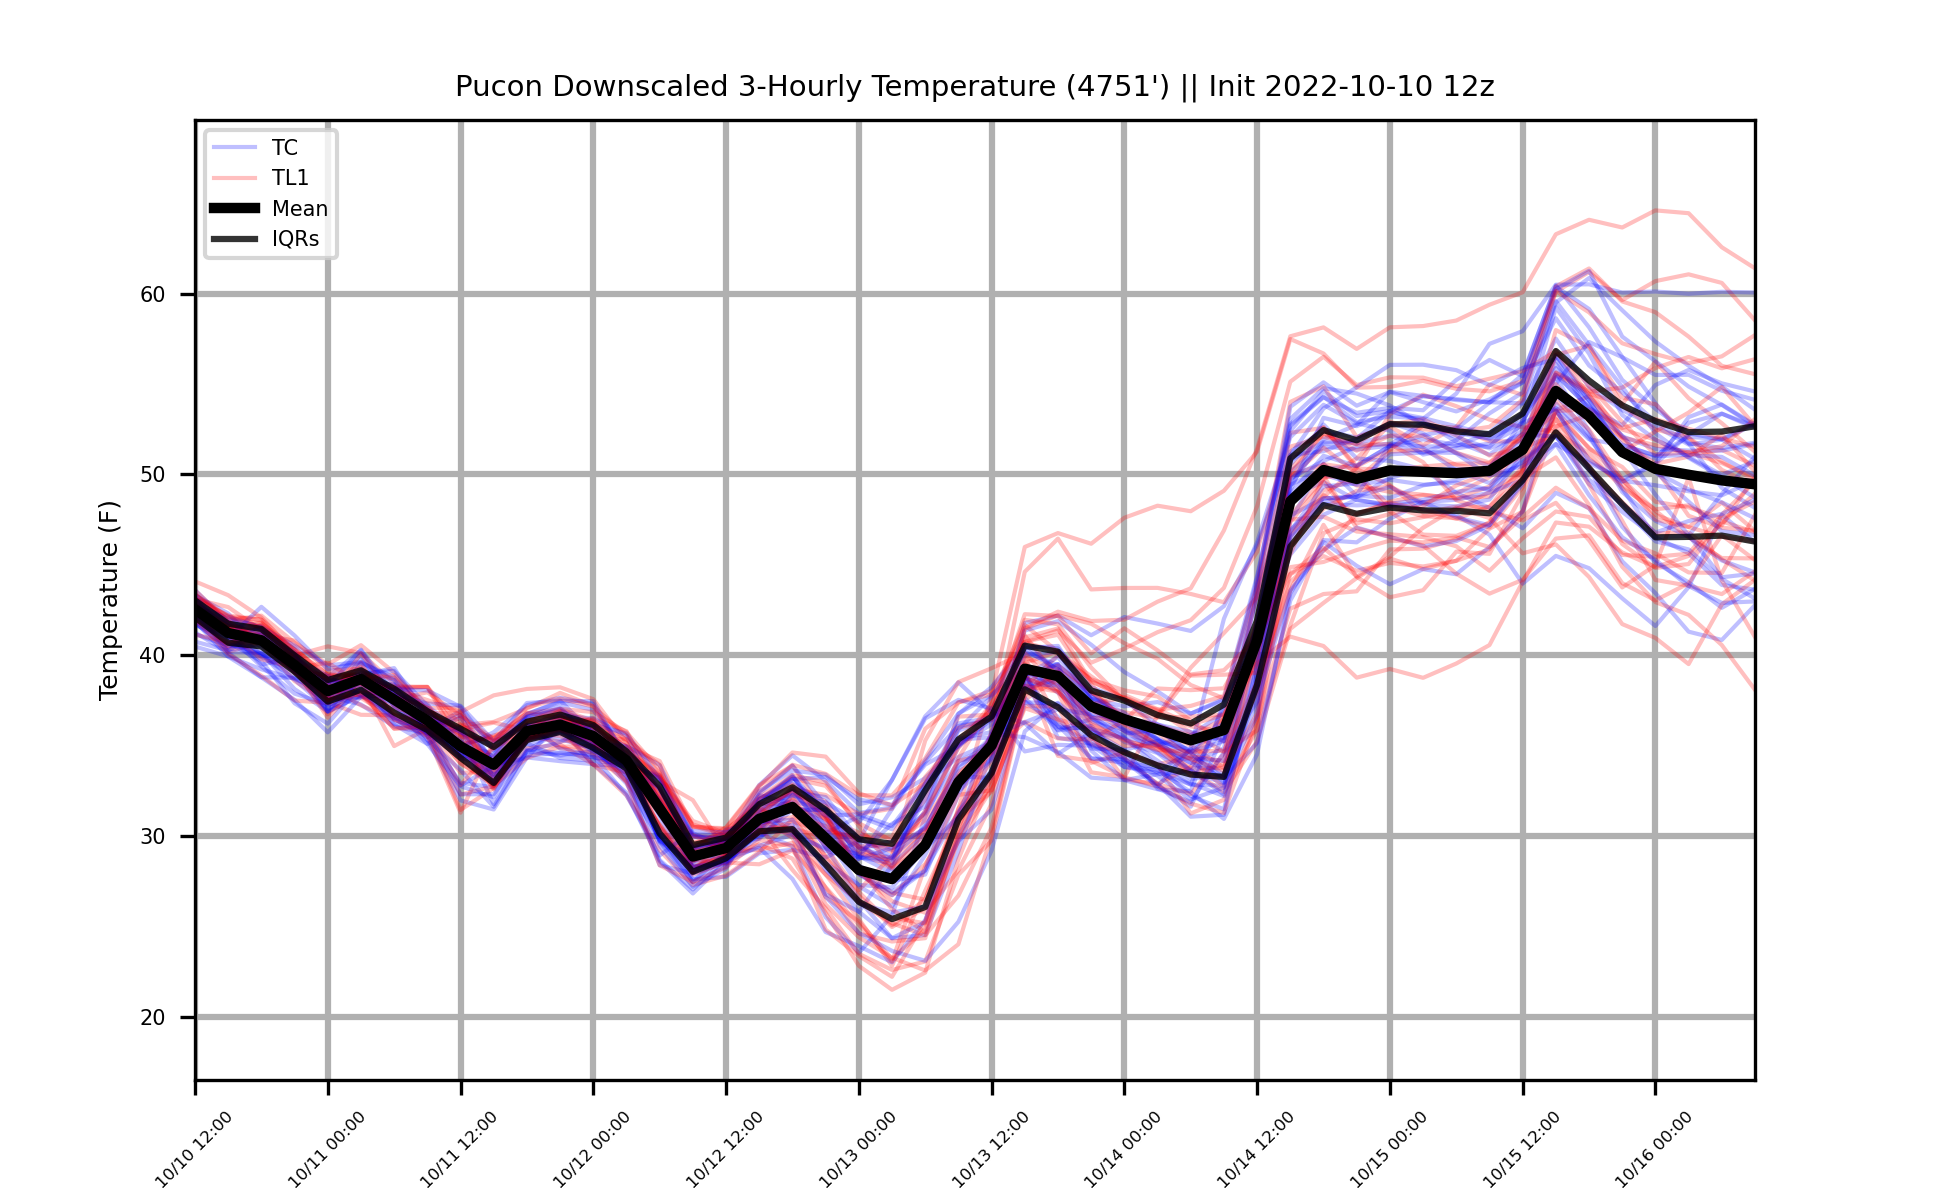 Pucon Downscaled 3-Hourly Temperature (4751') || Init 2022-10-10 12z
TC
TL1
Mean
IQRs
Temperature (F)
60
50
40
30
20
10/10 12:00
10/11 00:00
10/11 12:00
10/12 00:00
10/12 12:00
10/13 00:00
10/13 12:00
10/14 00:00
10/14 12:00
10/15 00:00
10/15 12:00
10/16 00:00